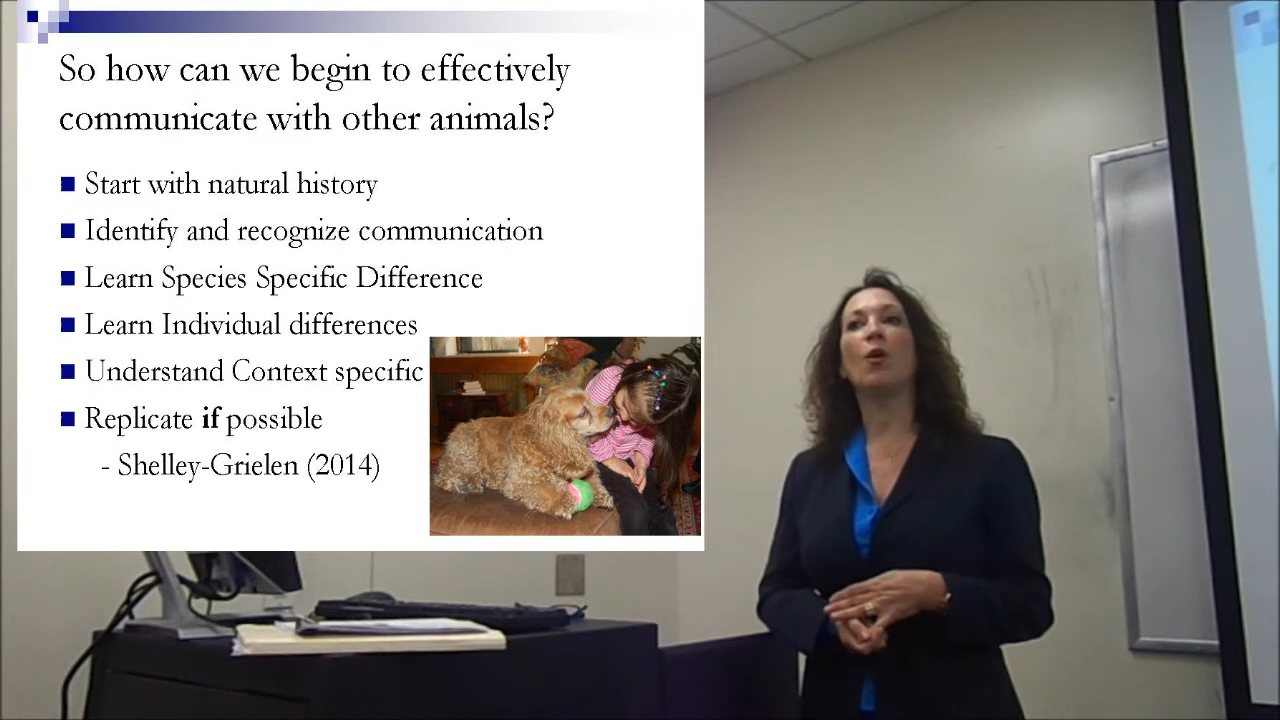 So how can we begin to effectively
communicate with other animals?
Start with natural history
Identify and recognize communication
Learn Species Specific Difference
Learn Individual differences
Understand Context specific
Replicate if possible
- Shelley-Grielen (2014)